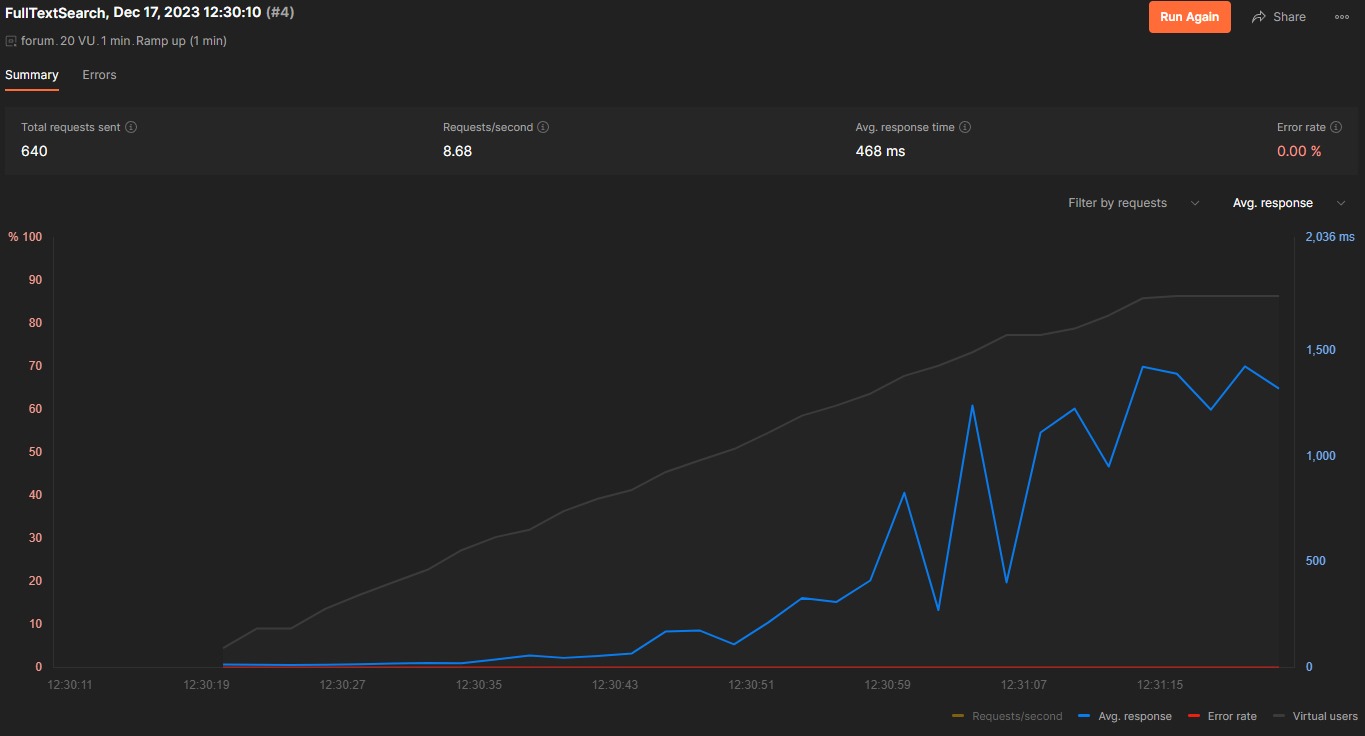 FullTextSearch, Dec 17, 2023 12:30:10 (#4)
Run Again
Share
forum. 20 VU. 1 min. Ramp up (1 min)
Summary Errors
Total requests sent Requests/second Avg. response time Error rate
640 8.68 468 ms 0.00 %
Filter by requests Avg. response
% 100 2,036 ms
90
80
1,500
70
60
50
1,000
40
30
500
20
10
0 0
12:30:11 12:30:19 12:30:27 12:30:35 12:30:43 12:30:51 12:30:59 12:31:07 12:31:15
Requests/second Avg. response Error rate Virtual users